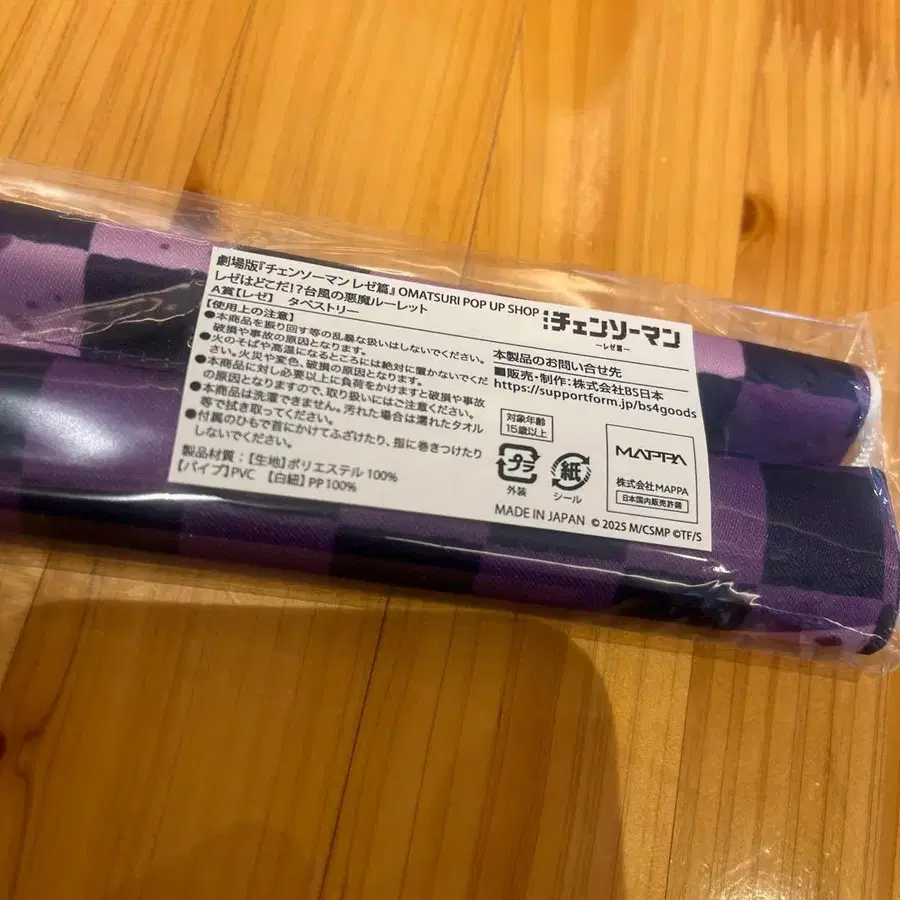 劇場版『チェンソーマン レゼ篇』OMATSURI POP UP SHOP
レゼはどこだ!?台風の悪魔ルーレット
A賞【レゼ】 タペストリー
【使用上の注意】
●本商品を振り回す等の乱暴な扱いはしないでください。
破損や事故の原因となります。
●火のそばや高温になるところには絶対に置かないでくだ
さい。火災や変色、破損の原因となります。
●本商品に対し必要以上に負荷をかけますと破損や事故
の原因となりますので、取り扱いにはご注意ください。
●本商品は洗濯できません。汚れた場合は濡れたタオル
等で拭き取ってください。
●付属のひもで首にかけてふざけたり、指に巻きつけたり
しないでください。
製品材質:【生地】ポリエステル 100%
【パイプ】PVC 【白紐】PP100%
劇場版
チェンソーマン
ーレゼ篇ー
本製品のお問い合せ先
■販売・制作:株式会社BS日本
https://supportform.jp/bs4goods
対象年齢
15歳以上
プラ
外装
紙
シール
MAPPA
株式会社MAPPA
日本国内販売許諾
MADE IN JAPAN © 2025 M/CSMP ©TF/S